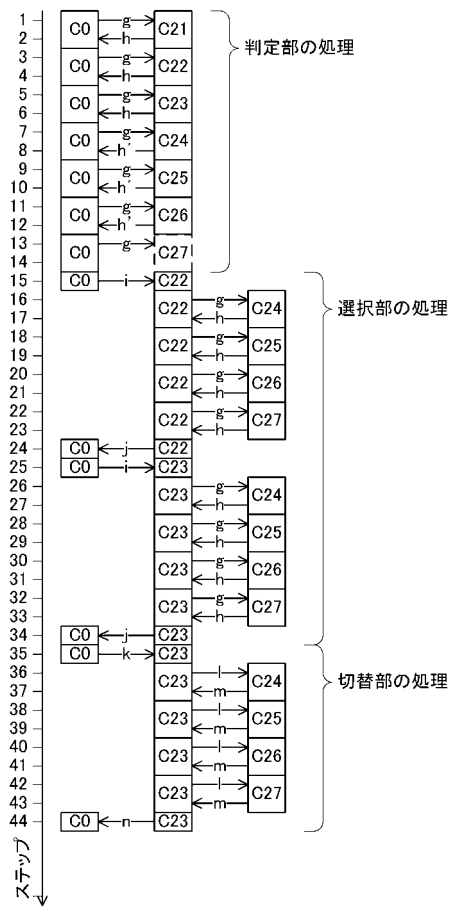 1 C0 g C21
2 h
3 C0 g C22
4 h
5 C0 g C23
6 h
7 C0 g C24
8 h'
9 C0 g C25
10 h'
11 C0 g C26
12 h'
13 C0 g C27
14
判定部の処理
15 C0 i C22
16 C22 g C24
17 h
18 C22 g C25
19 h
20 C22 g C26
21 h
22 C22 g C27
23 h
24 C0 j C22
25 C0 i C23
26 C23 g C24
27 h
28 C23 g C25
29 h
30 C23 g C26
31 h
32 C23 g C27
33 h
34 C0 j C23
選択部の処理
35 C0 k C23
36 C23 l C24
37 m
38 C23 l C25
39 m
40 C23 l C26
41 m
42 C23 l C27
43 m
44 C0 n C23
切替部の処理
ステップ